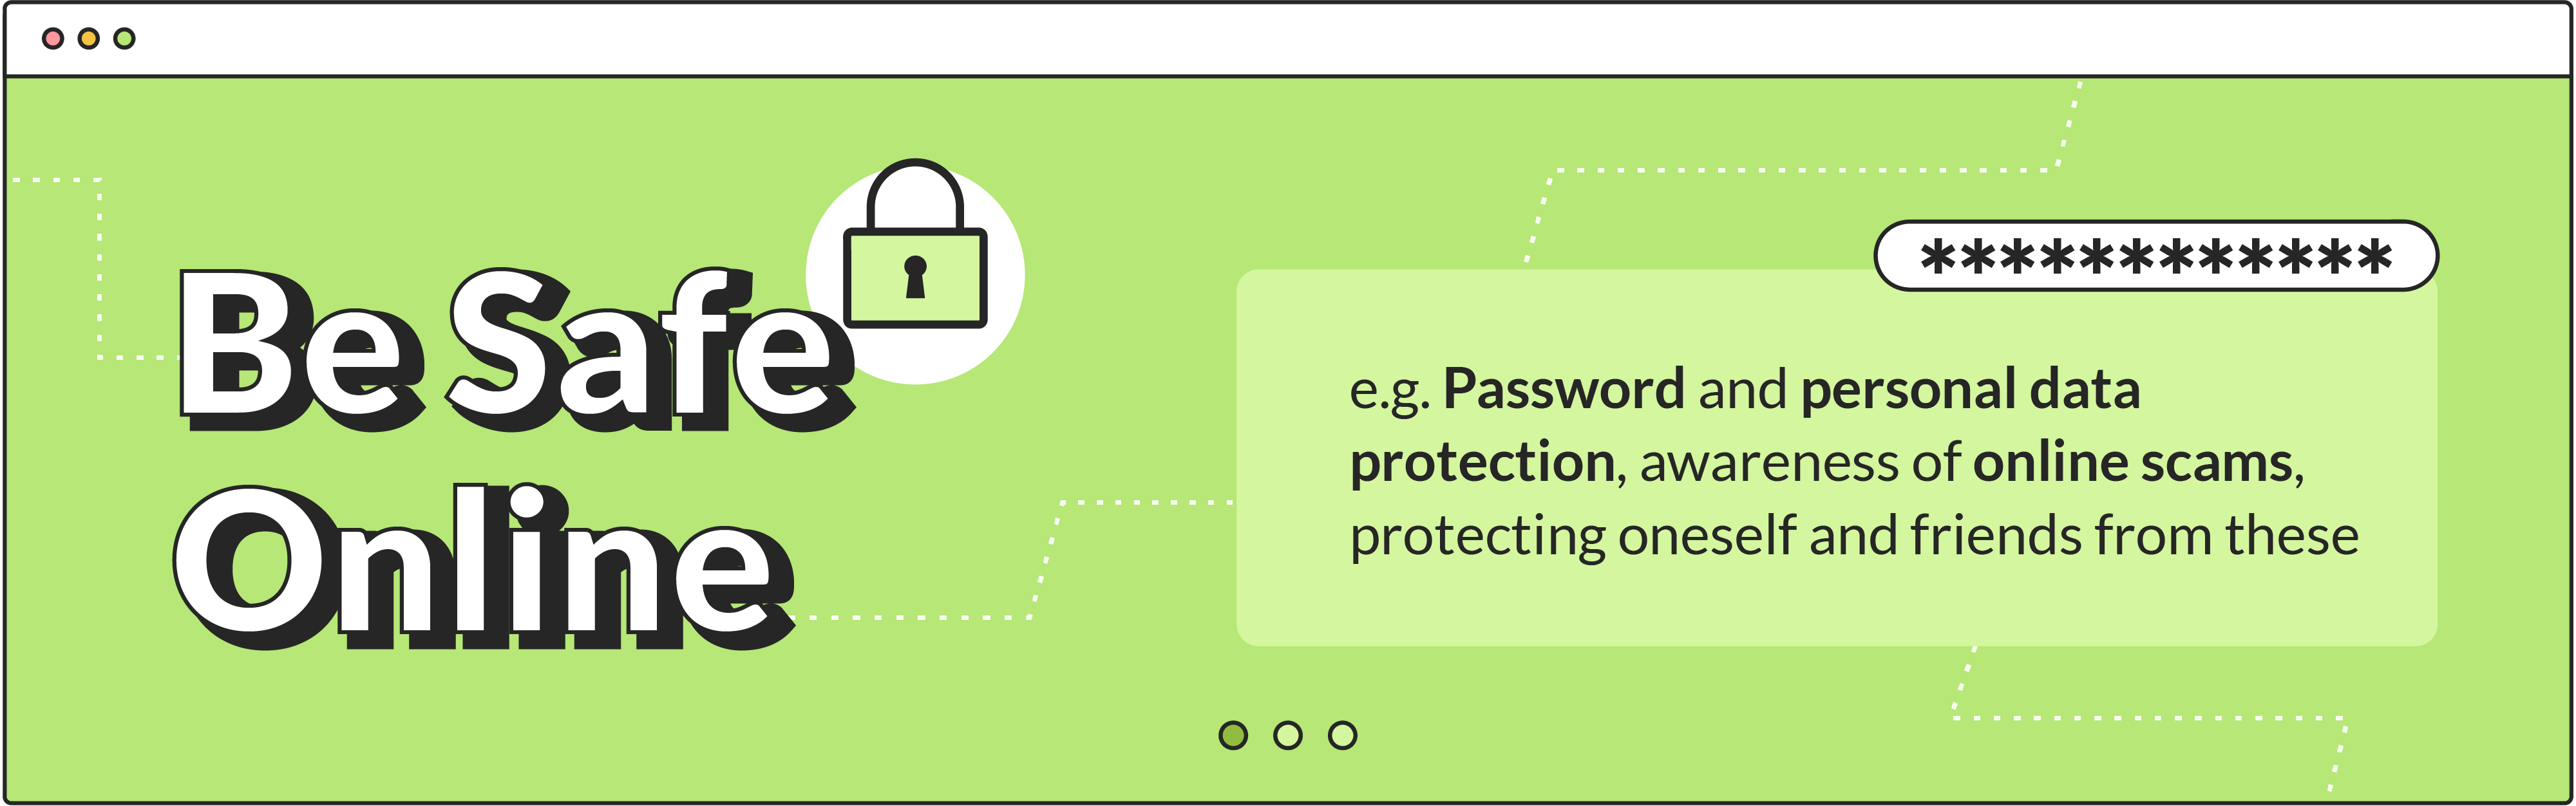 Be Safe
Online
************
e.g. Password and personal data
protection, awareness of online scams,
protecting oneself and friends from these